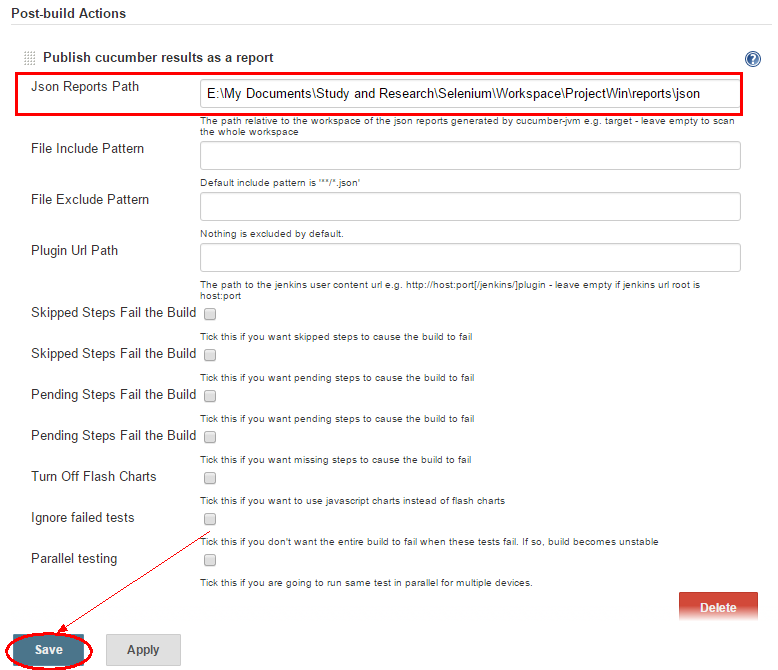 Post-build Actions
Publish cucumber results as a report
Json Reports Path
E:\My Documents\Study and Research\Selenium\Workspace\ProjectWin\reports\json
The path relative to the workspace of the json reports generated by cucumber-jvm e.g. target - leave empty to scan
the whole workspace
File Include Pattern
Default include pattern is '**/*.json'
File Exclude Pattern
Nothing is excluded by default.
Plugin Url Path
The path to the jenkins user content url e.g. http://host:port[/jenkins/]plugin - leave empty if jenkins url root is
host:port
Skipped Steps Fail the Build
Tick this if you want skipped steps to cause the build to fail
Skipped Steps Fail the Build
Tick this if you want pending steps to cause the build to fail
Pending Steps Fail the Build
Tick this if you want pending steps to cause the build to fail
Pending Steps Fail the Build
Tick this if you want missing steps to cause the build to fail
Turn Off Flash Charts
Tick this if you want to use javascript charts instead of flash charts
Ignore failed tests
Tick this if you don't want the entire build to fail when these tests fail. If so, build becomes unstable
Parallel testing
Tick this if you are going to run same test in parallel for multiple devices.
Delete
Save
Apply